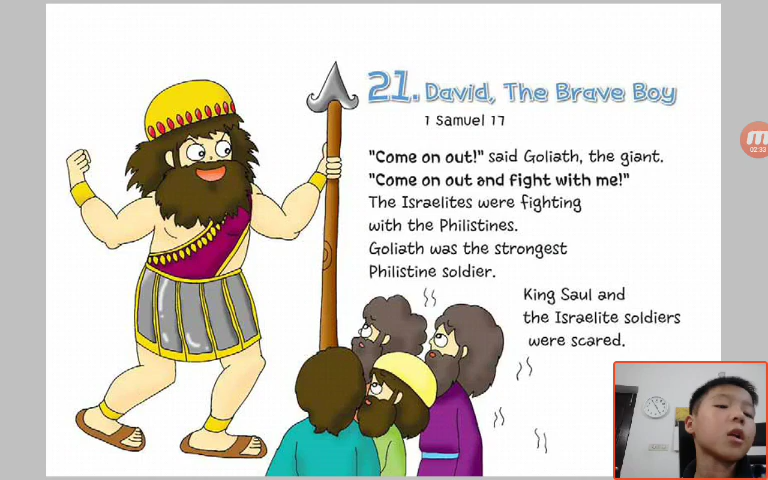 21. David, The Brave Boy
1 Samuel 17
"Come on out!" said Goliath, the giant.
"Come on out and fight with me!"
The Israelites were fighting
with the Philistines.
Goliath was the strongest
Philistine soldier.
King Saul and
the Israelite soldiers
were scared.
02:33